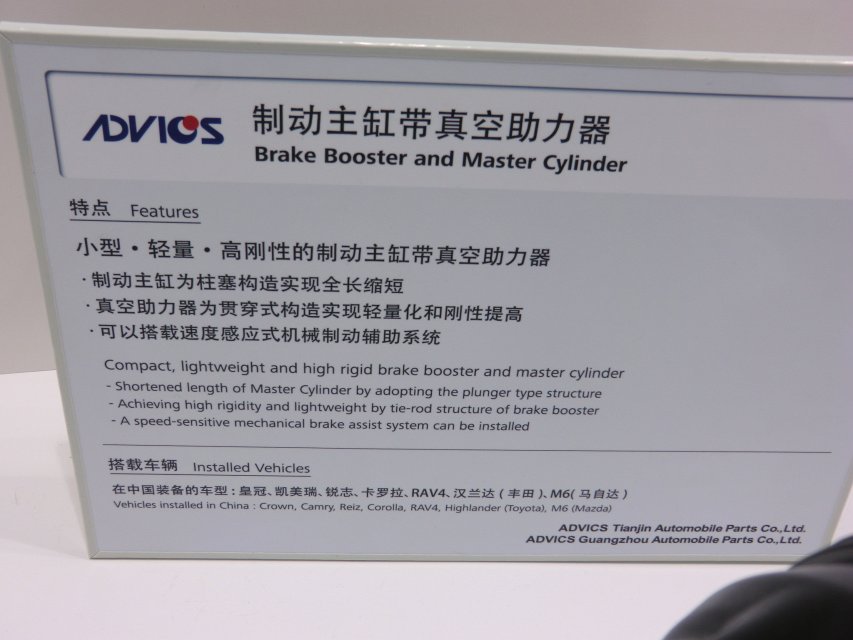 ADVICS
制动主缸带真空助力器
Brake Booster and Master Cylinder
特点 Features
小型・轻量・高刚性的制动主缸带真空助力器
・制动主缸为柱塞构造实现全长缩短
・真空助力器为贯穿式构造实现轻量化和刚性提高
・可以搭载速度感应式机械制动辅助系统
Compact, lightweight and high rigid brake booster and master cylinder
- Shortened length of Master Cylinder by adopting the plunger type structure
- Achieving high rigidity and lightweight by tie-rod structure of brake booster
- A speed-sensitive mechanical brake assist system can be installed
搭载车辆 Installed Vehicles
在中国装备的车型：皇冠、凯美瑞、锐志、卡罗拉、RAV4、汉兰达（丰田）、M6（马自达）
Vehicles installed in China : Crown, Camry, Reiz, Corolla, RAV4, Highlander (Toyota), M6 (Mazda)
ADVICS Tianjin Automobile Parts Co.,Ltd.
ADVICS Guangzhou Automobile Parts Co.,Ltd.